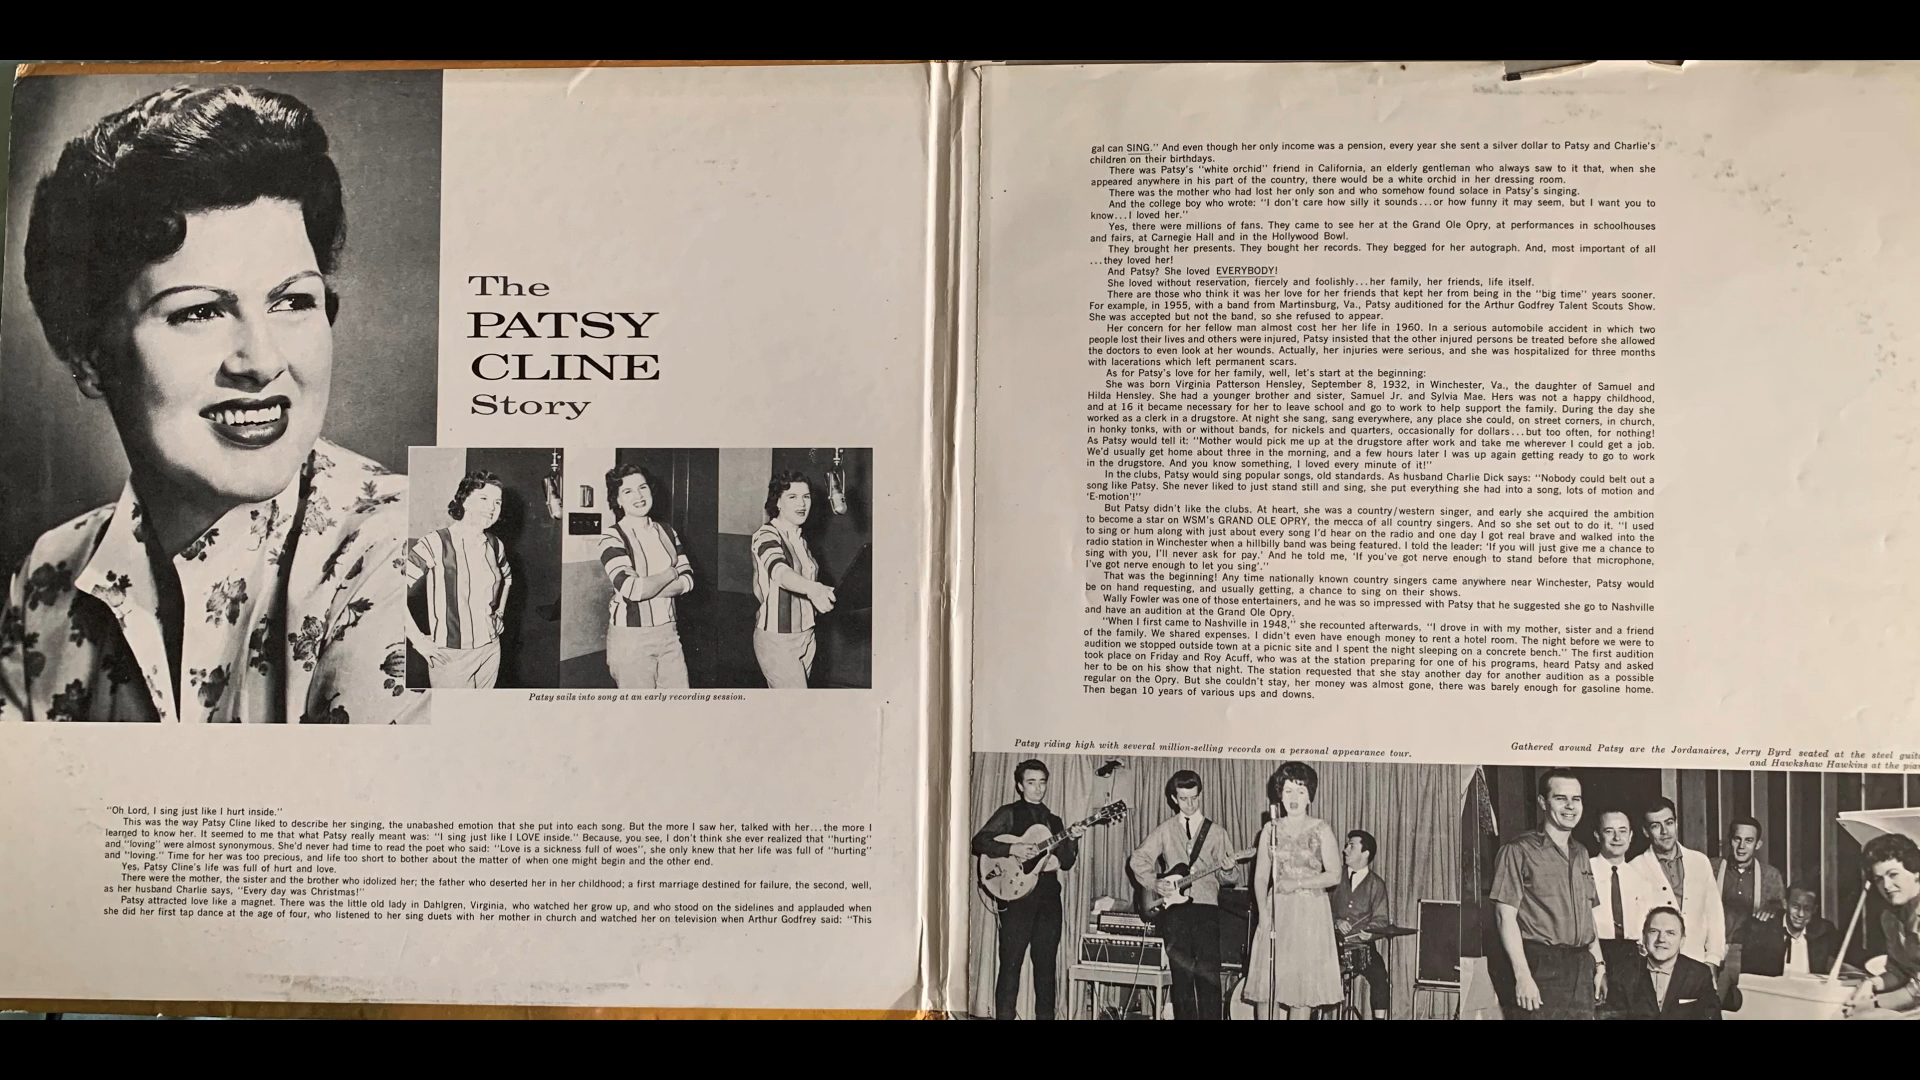 The
PATSY
CLINE
Story
Patsy sails into song at an early recording session.
"Oh Lord, I sing just like I hurt inside."
This was the way Patsy Cline liked to describe her singing, the unabashed emotion that she put into each song. But the more I saw her, talked with her...the more I
learned to know her. It seemed to me that what Patsy really meant was: "I sing just like I LOVE inside." Because, you see, I don't think she ever realized that "hurting"
and "loving" were almost synonymous. She'd never had time to read the poet who said: "Love is a sickness full of woes", she only knew that her life was full of "hurting"
and "loving." Time for her was too precious, and life too short to bother about the matter of when one might begin and the other end.
Yes, Patsy Cline's life was full of hurt and love.
There were the mother, the sister and the brother who idolized her; the father who deserted her in her childhood; a first marriage destined for failure, the second, well,
as her husband Charlie says, "Every day was Christmas!"
Patsy attracted love like a magnet. There was the little old lady in Dahlgren, Virginia, who watched her grow up, and who stood on the sidelines and applauded when
she did her first tap dance at the age of four, who listened to her sing duets with her mother in church and watched her on television when Arthur Godfrey said: "This
gal can SING." And even though her only income was a pension, every year she sent a silver dollar to Patsy and Charlie's
children on their birthdays.
There was Patsy's "white orchid" friend in California, an elderly gentleman who always saw to it that, when she
appeared anywhere in his part of the country, there would be a white orchid in her dressing room.
There was the mother who had lost her only son and who somehow found solace in Patsy's singing.
And the college boy who wrote: "I don't care how silly it sounds...or how funny it may seem, but I want you to
know...I loved her."
Yes, there were millions of fans. They came to see her at the Grand Ole Opry, at performances in schoolhouses
and fairs, at Carnegie Hall and in the Hollywood Bowl.
They brought her presents. They bought her records. They begged for her autograph. And, most important of all
...they loved her!
And Patsy? She loved EVERYBODY!
She loved without reservation, fiercely and foolishly...her family, her friends, life itself.
There are those who think it was her love for her friends that kept her from being in the "big time" years sooner.
For example, in 1955, with a band from Martinsburg, Va., Patsy auditioned for the Arthur Godfrey Talent Scouts Show.
She was accepted but not the band, so she refused to appear.
Her concern for her fellow man almost cost her her life in 1960. In a serious automobile accident in which two
people lost their lives and others were injured, Patsy insisted that the other injured persons be treated before she allowed
the doctors to even look at her wounds. Actually, her injuries were serious, and she was hospitalized for three months
with lacerations which left permanent scars.
As for Patsy's love for her family, well, let's start at the beginning:
She was born Virginia Patterson Hensley, September 8, 1932, in Winchester, Va., the daughter of Samuel and
Hilda Hensley. She had a younger brother and sister, Samuel Jr. and Sylvia Mae. Hers was not a happy childhood,
and at 16 it became necessary for her to leave school and go to work to help support the family. During the day she
worked as a clerk in a drugstore. At night she sang, sang everywhere, any place she could, on street corners, in church,
in honky tonks, with or without bands, for nickels and quarters, occasionally for dollars...but too often, for nothing!
As Patsy would tell it: "Mother would pick me up at the drugstore after work and take me wherever I could get a job.
We'd usually get home about three in the morning, and a few hours later I was up again getting ready to go to work
in the drugstore. And you know something, I loved every minute of it!"
In the clubs, Patsy would sing popular songs, old standards. As husband Charlie Dick says: "Nobody could belt out a
song like Patsy. She never liked to just stand still and sing, she put everything she had into a song, lots of motion and
'E-motion'!"
But Patsy didn't like the clubs. At heart, she was a country/western singer, and early she acquired the ambition
to become a star on WSM's GRAND OLE OPRY, the mecca of all country singers. And so she set out to do it. "I used
to sing or hum along with just about every song I'd hear on the radio and one day I got real brave and walked into the
radio station in Winchester when a hillbilly band was being featured. I told the leader: 'If you will just give me a chance to
sing with you, I'll never ask for pay.' And he told me, 'If you've got nerve enough to stand before that microphone,
I've got nerve enough to let you sing'."
That was the beginning! Any time nationally known country singers came anywhere near Winchester, Patsy would
be on hand requesting, and usually getting, a chance to sing on their shows.
Wally Fowler was one of those entertainers, and he was so impressed with Patsy that he suggested she go to Nashville
and have an audition at the Grand Ole Opry.
"When I first came to Nashville in 1948," she recounted afterwards, "I drove in with my mother, sister and a friend
of the family. We shared expenses. I didn't even have enough money to rent a hotel room. The night before we were to
audition we stopped outside town at a picnic site and I spent the night sleeping on a concrete bench." The first audition
took place on Friday and Roy Acuff, who was at the station preparing for one of his programs, heard Patsy and asked
her to be on his show that night. The station requested that she stay another day for another audition as a possible
regular on the Opry. But she couldn't stay, her money was almost gone, there was barely enough for gasoline home.
Then began 10 years of various ups and downs.
Patsy riding high with several million-selling records on a personal appearance tour.
Gathered around Patsy are the Jordanaires, Jerry Byrd seated at the steel
and Hawkshaw Hawkins at the